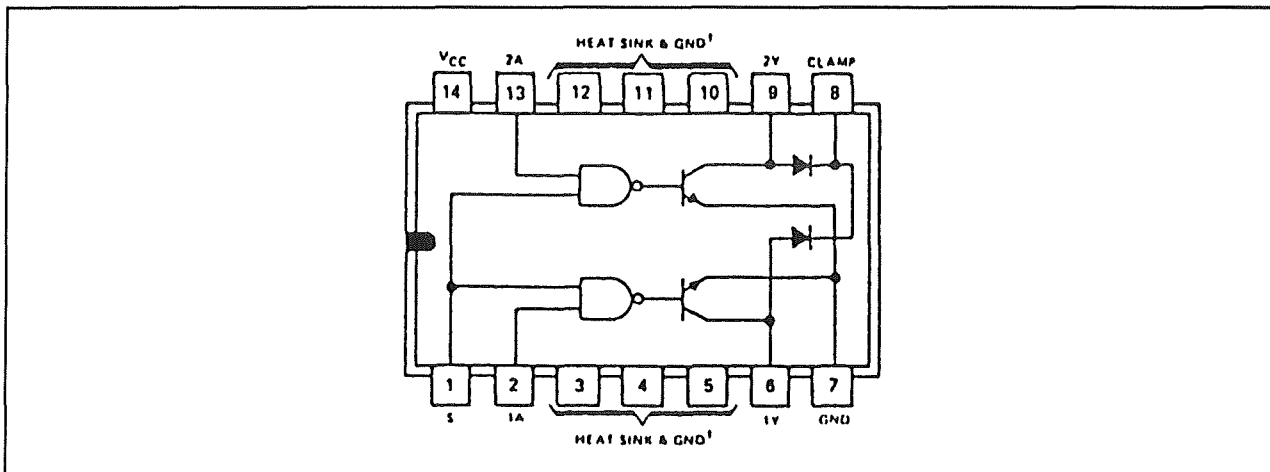 HEAT SINK & GND†
VCC 2A 2Y CLAMP
14 13 12 11 10 9 8
1 2 3 4 5 6 7
S 1A 1Y GND
HEAT SINK & GND†